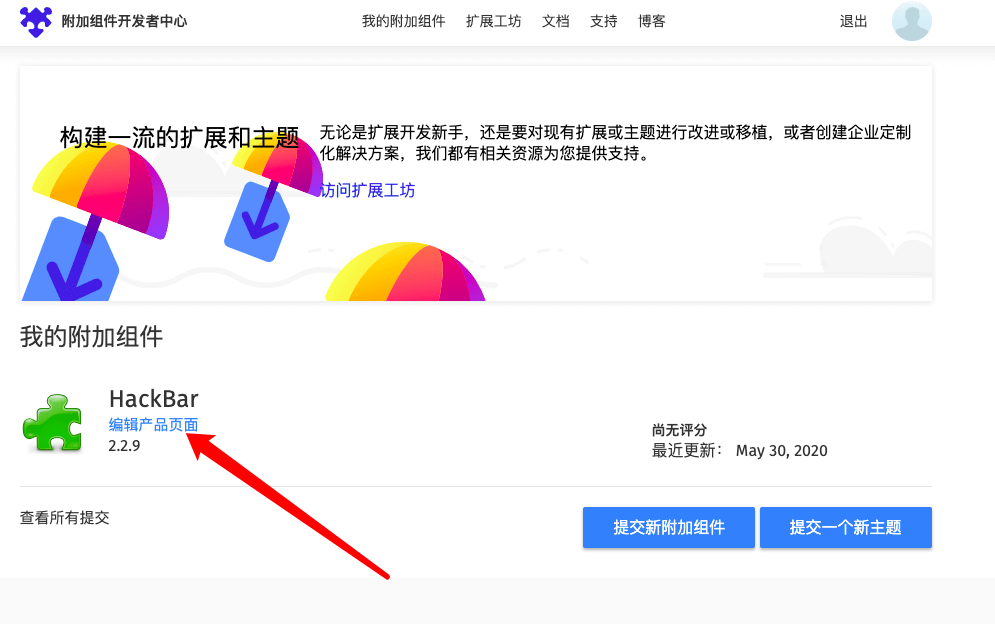 附加组件开发者中心 我的附加组件 扩展工坊 文档 支持 博客 退出
构建一流的扩展和主题
无论是扩展开发新手，还是要对现有扩展或主题进行改进或移植，或者创建企业定制
化解决方案，我们都有相关资源为您提供支持。
访问扩展工坊
我的附加组件
HackBar
编辑产品页面
2.2.9
尚无评分
最近更新： May 30, 2020
查看所有提交
提交新附加组件
提交一个新主题